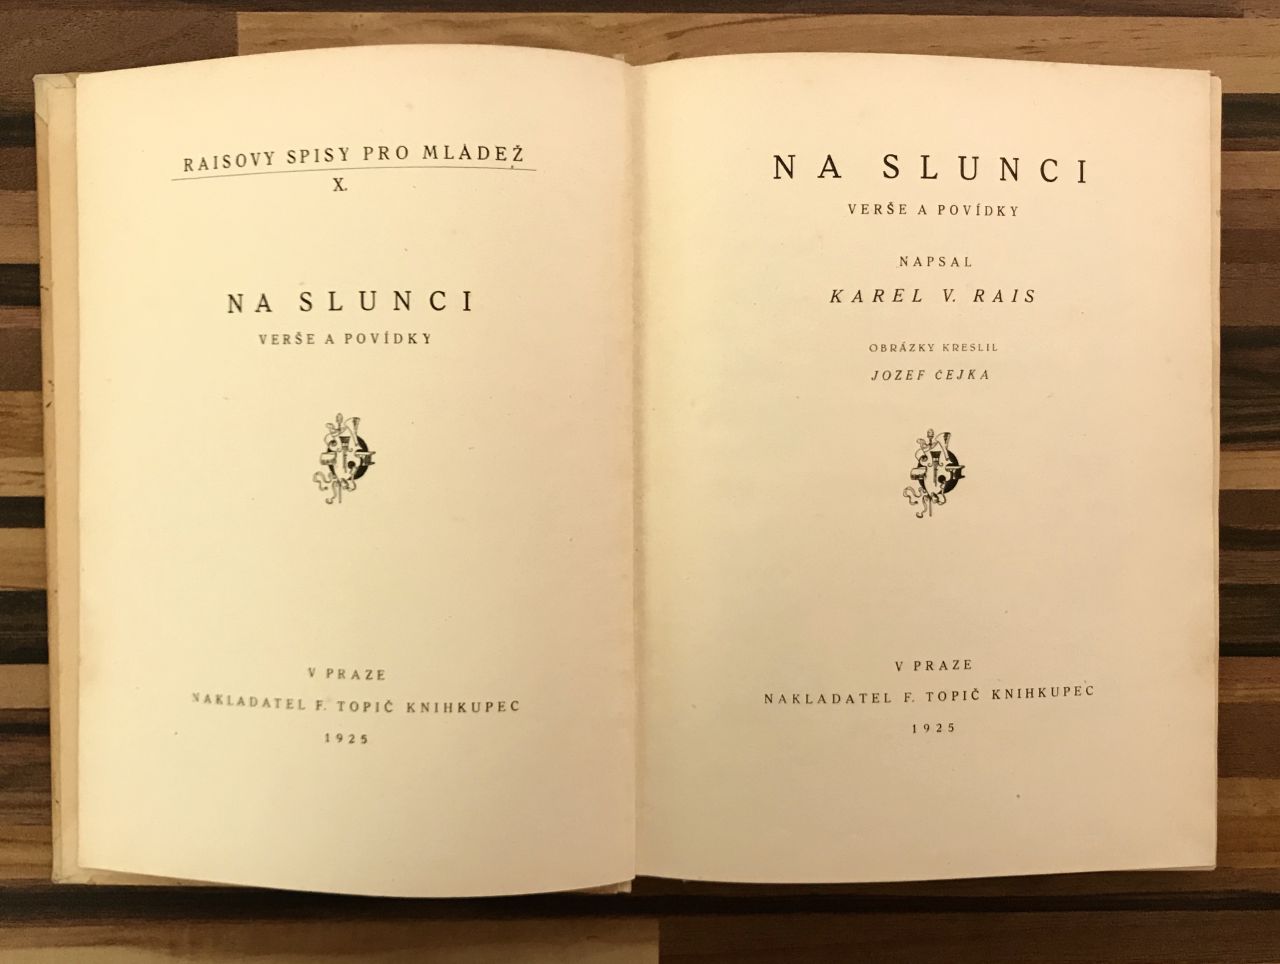 RAISOVY SPISY PRO MLÁDEŽ
X.
NA SLUNCI
VERŠE A POVÍDKY
V PRAZE
NAKLADATEL F. TOPIČ KNIHKUPEC
1925
NA SLUNCI
VERŠE A POVÍDKY
NAPSAL
KAREL V. RAIS
OBRÁZKY KRESLIL
JOZEF ČEJKA
V PRAZE
NAKLADATEL F. TOPIČ KNIHKUPEC
1925